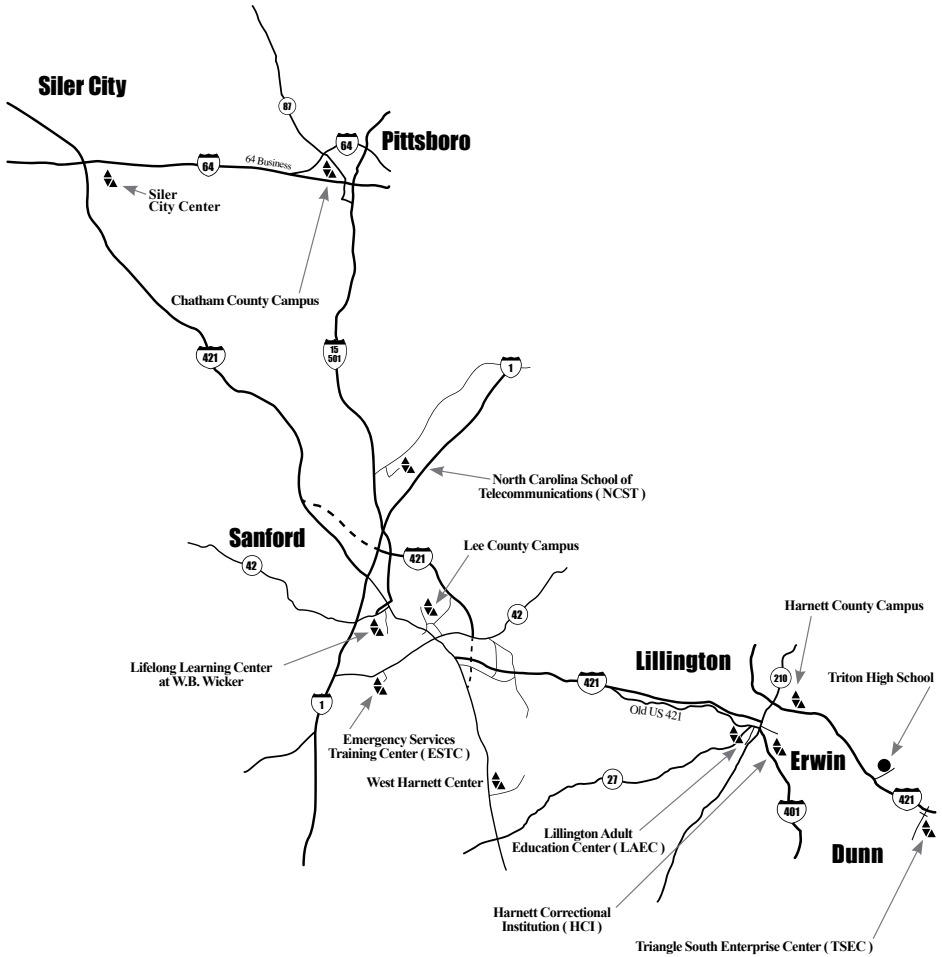 Siler City
87
64
Pittsboro
64 Business
64
Siler
City Center
Chatham County Campus
421
15
501
1
North Carolina School of
Telecommunications ( NCST )
Sanford
Lee County Campus
42
421
42
Harnett County Campus
Lifelong Learning Center
at W.B. Wicker
Lillington
210
Triton High School
421
Old US 421
1
Emergency Services
Training Center ( ESTC )
Erwin
West Harnett Center
27
421
401
Lillington Adult
Education Center ( LAEC )
Dunn
Harnett Correctional
Institution ( HCI )
Triangle South Enterprise Center ( TSEC )